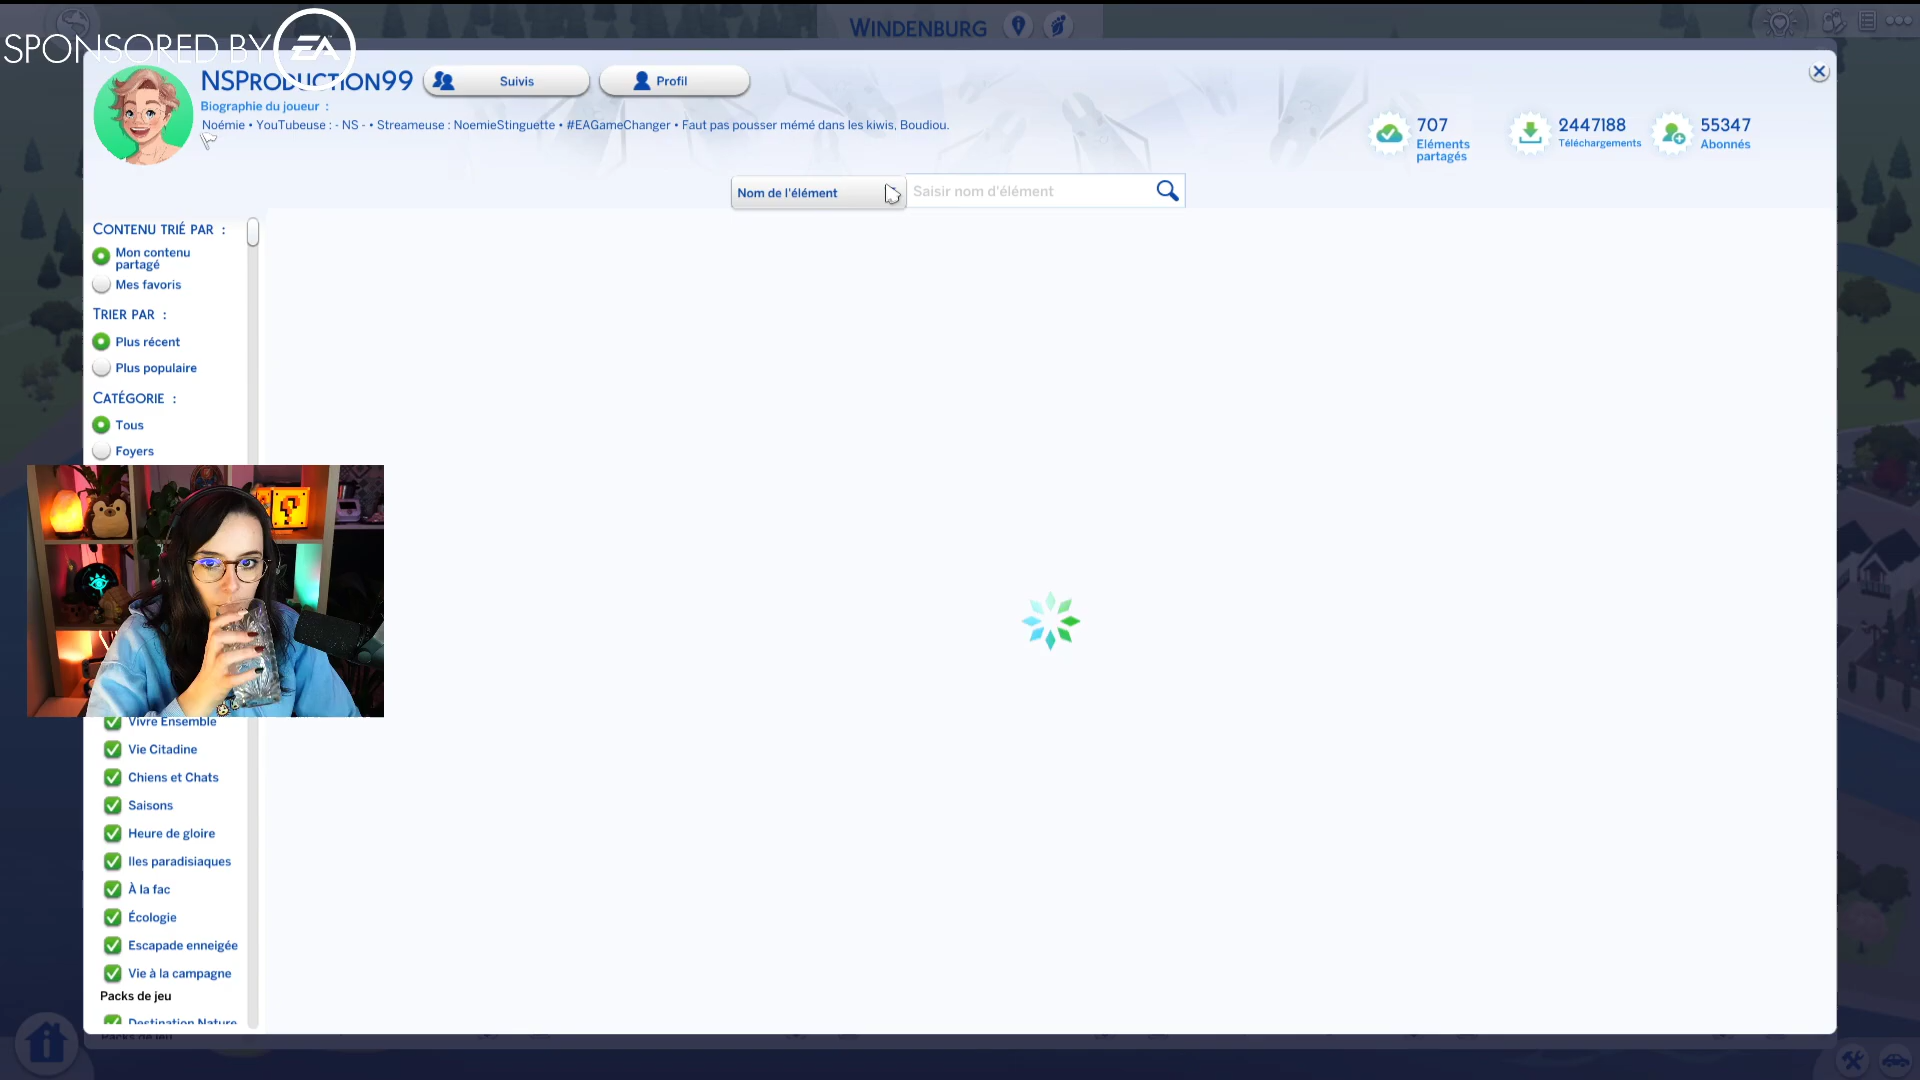 WINDENBURG
SPONSORED BY EA
NSPRODUCTION99
Suivis
Profil
Biographie du joueur :
Noémie • YouTubeuse : - NS - • Streameuse : NoemieStinguette • #EAGameChanger • Faut pas pousser mémé dans les kiwis, Boudiou.
707
Eléments
partagés
2447188
Téléchargements
55347
Abonnés
Nom de l'élément
Saisir nom d'élément
CONTENU TRIÉ PAR :
Mon contenu
partagé
Mes favoris
TRIER PAR :
Plus récent
Plus populaire
CATÉGORIE :
Tous
Foyers
Vivre Ensemble
Vie Citadine
Chiens et Chats
Saisons
Heure de gloire
Iles paradisiaques
À la fac
Écologie
Escapade enneigée
Vie à la campagne
Packs de jeu
Destination Nature
Packs de jeu